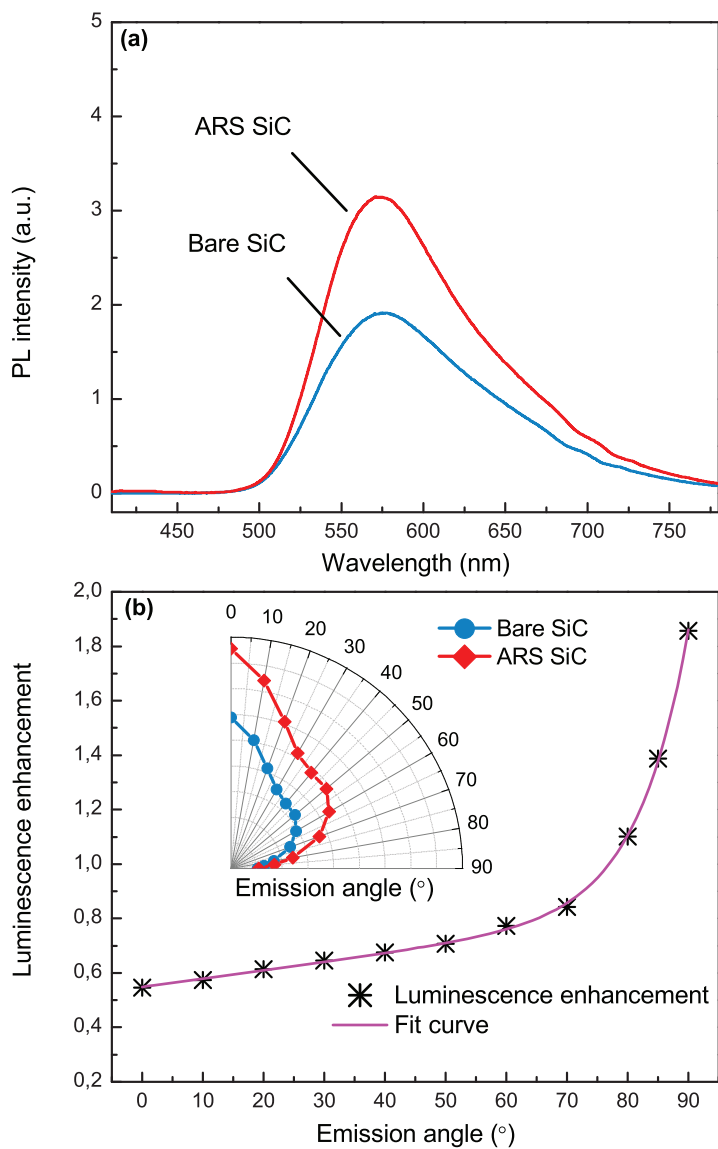 (a)
5
4
3
2
1
0
PL intensity (a.u.)
ARS SiC
Bare SiC
450 500 550 600 650 700 750
Wavelength (nm)
(b)
2,0
1,8
1,6
1,4
1,2
1,0
0,8
0,6
0,4
0,2
Luminescence enhancement
0 10 20 30 40 50 60 70 80 90
Emission angle (°)
Bare SiC
ARS SiC
Luminescence enhancement
Fit curve
0 10 20 30 40 50 60 70 80 90
Emission angle (°)